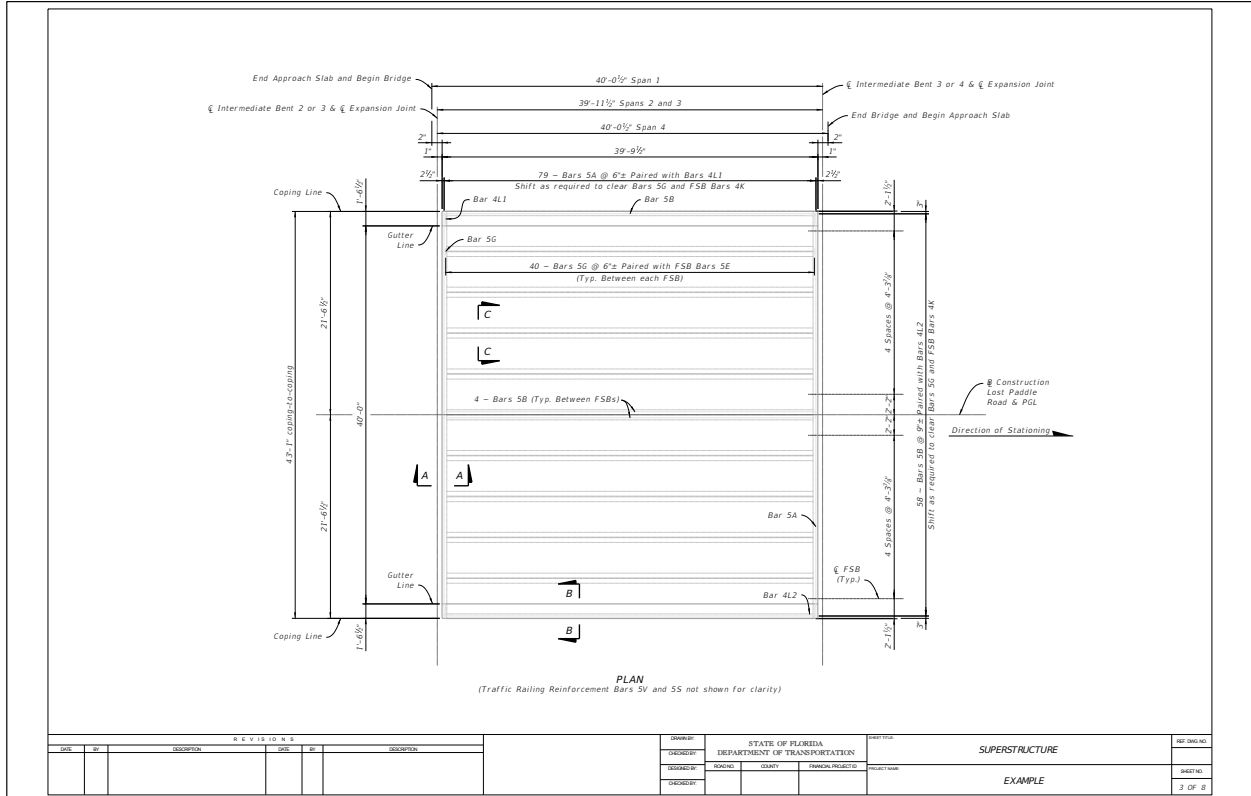 End Approach Slab and Begin Bridge
40'-0½" Span 1
℄ Intermediate Bent 3 or 4 & ℄ Expansion Joint
℄ Intermediate Bent 2 or 3 & ℄ Expansion Joint
39'-11½" Spans 2 and 3
End Bridge and Begin Approach Slab
40'-0½" Span 4
2"
2"
1"
39'-9½"
1"
2½"
79 ~ Bars 5A @ 6"± Paired with Bars 4L1
2½"
Shift as required to clear Bars 5G and FSB Bars 4K
Coping Line
1'-6½"
Bar 4L1
Bar 5B
2'-1½"
3"
Gutter
Line
Bar 5G
40 ~ Bars 5G @ 6"± Paired with FSB Bars 5E
(Typ. Between each FSB)
C
C
21'-6½"
4 Spaces @ 4'-3⅞"
43'-1" coping-to-coping
40'-0"
4 ~ Bars 5B (Typ. Between FSBs)
2'-2"
2'-2"
58 ~ Bars 5B @ 9"± Paired with Bars 4L2
Shift as required to clear Bars 5G and FSB Bars 4K
℄ Construction
Lost Paddle
Road & PGL
Direction of Stationing
A
A
21'-6½"
4 Spaces @ 4'-3⅞"
Bar 5A
℄ FSB
(Typ.)
Gutter
Line
B
Bar 4L2
B
Coping Line
1'-6½"
2'-1½"
3"
PLAN
(Traffic Railing Reinforcement Bars 5V and 5S not shown for clarity)
REVISIONS
DATE BY DESCRIPTION DATE BY DESCRIPTION
DRAWN BY:
CHECKED BY:
DESIGNED BY:
CHECKED BY:
STATE OF FLORIDA
DEPARTMENT OF TRANSPORTATION
ROAD NO. COUNTY FINANCIAL PROJECT ID
SHEET TITLE:
SUPERSTRUCTURE
PROJECT NAME:
EXAMPLE
REF. DWG. NO.
SHEET NO.
3 OF 8